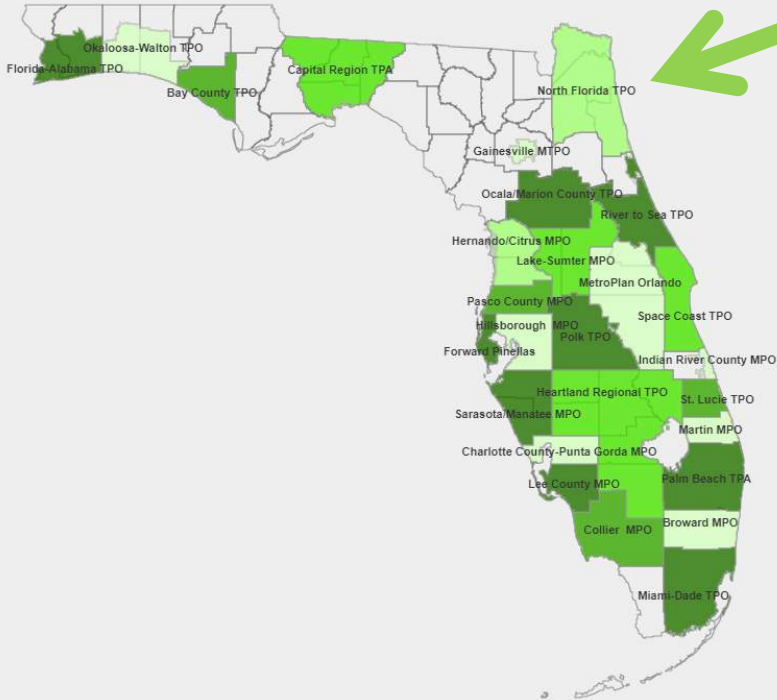 Okaloosa-Walton TPO
Florida-Alabama TPO
Capital Region TPA
Bay County TPO
North Florida TPO
Gainesville MTPO
Ocala/Marion County TPO
River to Sea TPO
Hernando/Citrus MPO
Lake-Sumter MPO
MetroPlan Orlando
Pasco County MPO
Space Coast TPO
Hillsborough MPO
Polk TPO
Forward Pinellas
Indian River County MPO
Heartland Regional TPO
St. Lucie TPO
Sarasota/Manatee MPO
Martin MPO
Charlotte County-Punta Gorda MPO
Lee County MPO
Palm Beach TPA
Broward MPO
Collier MPO
Miami-Dade TPO